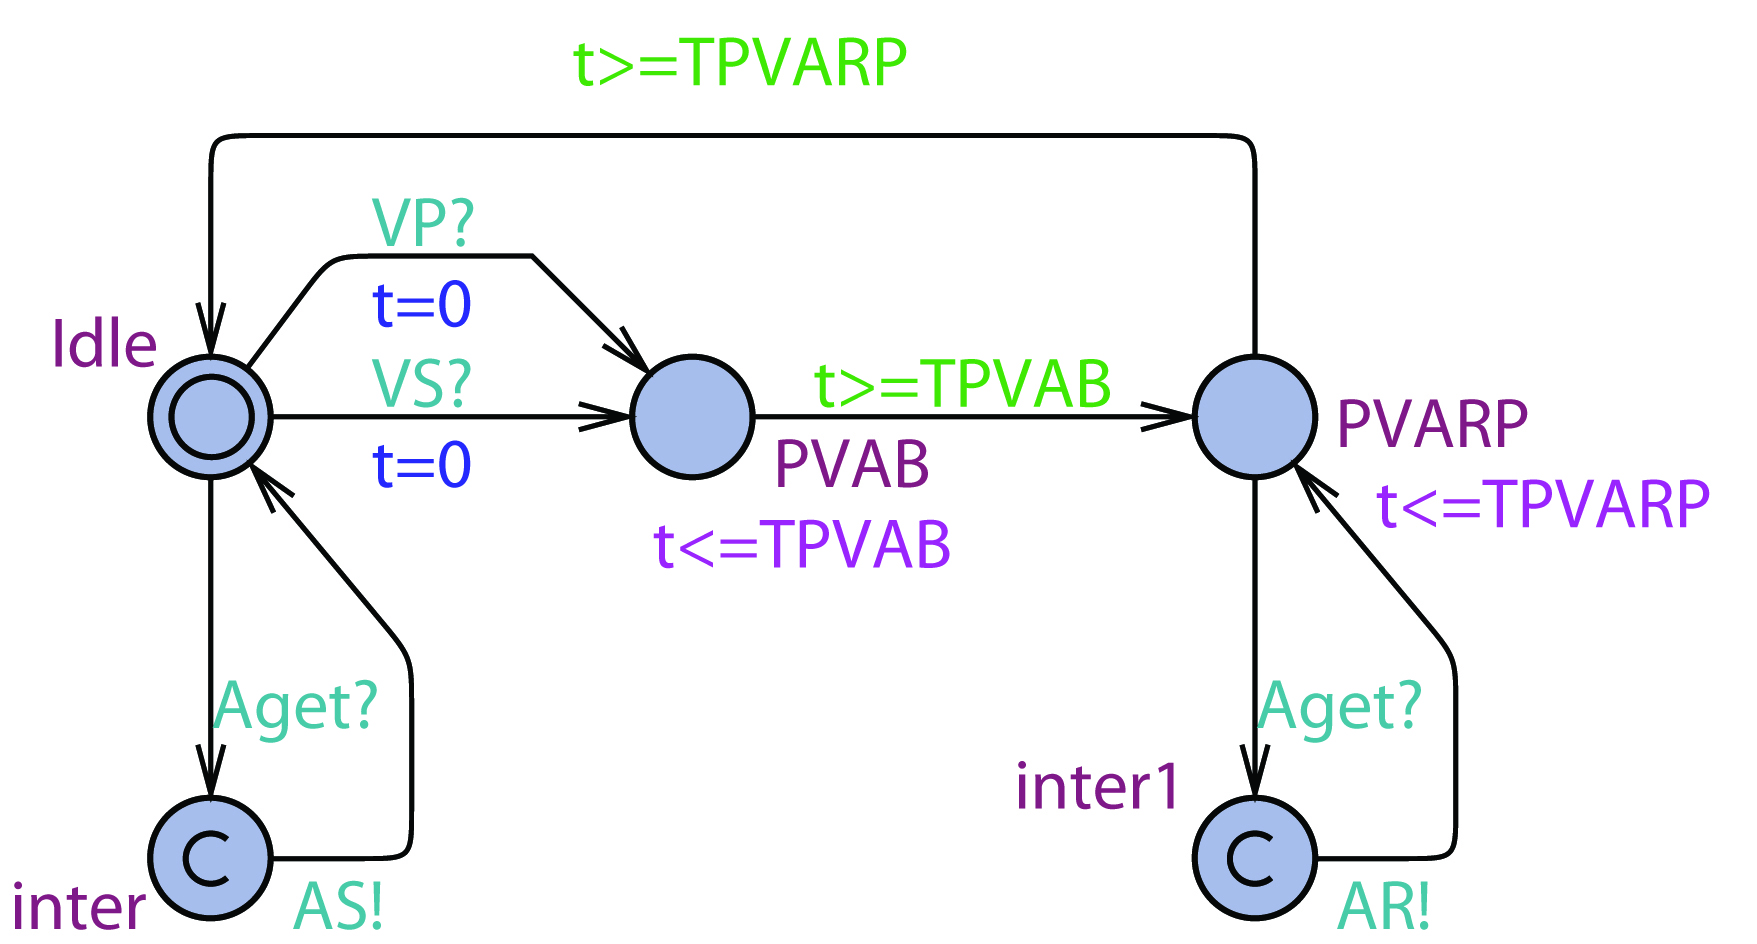 t>=TPVARP
VP?
t=0
Idle
VS?
t>=TPVAB
t=0
PVAB
t<=TPVAB
PVARP
t<=TPVARP
Aget?
Aget?
inter1
C
C
inter
AS!
AR!